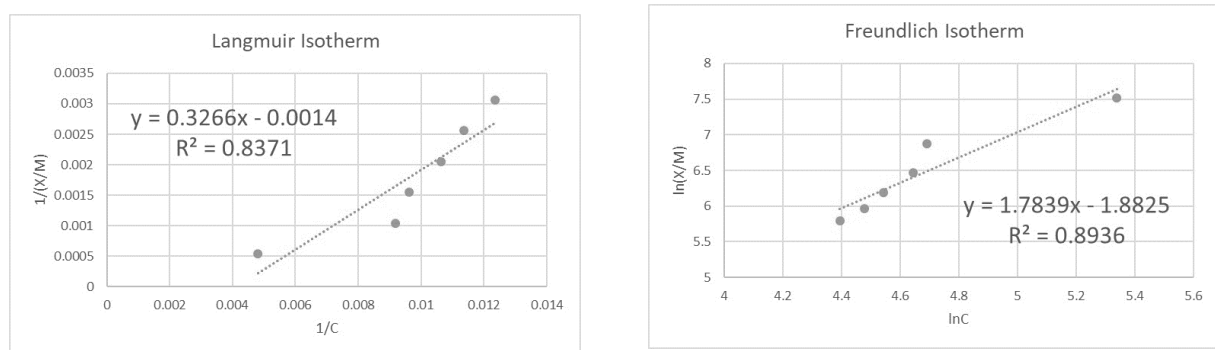 Langmuir Isotherm
1/(X/M)
0.0035
0.003
0.0025
0.002
0.0015
0.001
0.0005
0
y = 0.3266x - 0.0014
R² = 0.8371
0 0.002 0.004 0.006 0.008 0.01 0.012 0.014
1/C
Freundlich Isotherm
ln(X/M)
8
7.5
7
6.5
6
5.5
5
y = 1.7839x - 1.8825
R² = 0.8936
4 4.2 4.4 4.6 4.8 5 5.2 5.4 5.6
lnC